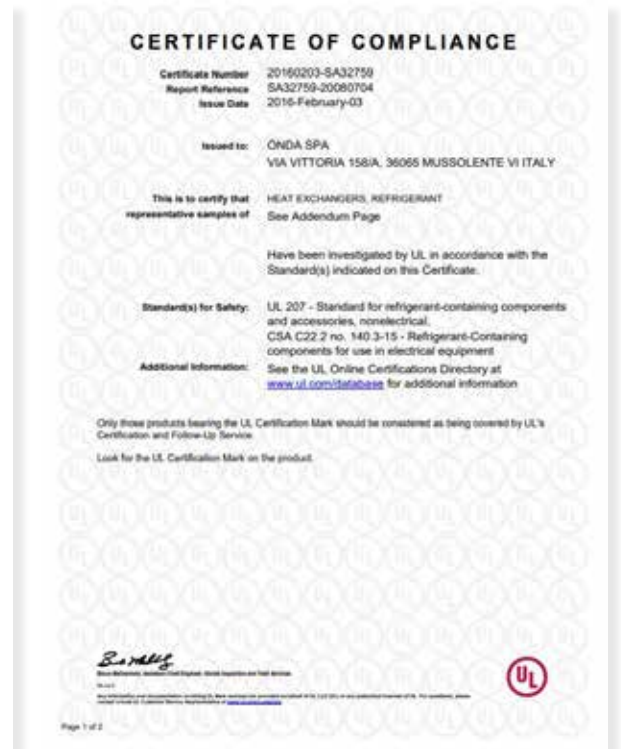 CERTIFICATE OF COMPLIANCE
Certificate Number 20160203-SA32759
Report Reference SA32759-20080704
Issue Date 2016-February-03
Issued to: ONDA SPA
VIA VITTORIA 158/A, 36065 MUSSOLENTE VI ITALY
This is to certify that HEAT EXCHANGERS, REFRIGERANT
representative samples of See Addendum Page
Have been investigated by UL in accordance with the
Standard(s) indicated on this Certificate.
Standard(s) for Safety: UL 207 - Standard for refrigerant-containing components
and accessories, nonelectrical,
CSA C22.2 no. 140.3-15 - Refrigerant-Containing
components for use in electrical equipment
Additional Information: See the UL Online Certifications Directory at
www.ul.com/database for additional information
Only those products bearing the UL Certification Mark should be considered as being covered by UL's
Certification and Follow-Up Service.
Look for the UL Certification Mark on the product.
UL
Page 1 of 2